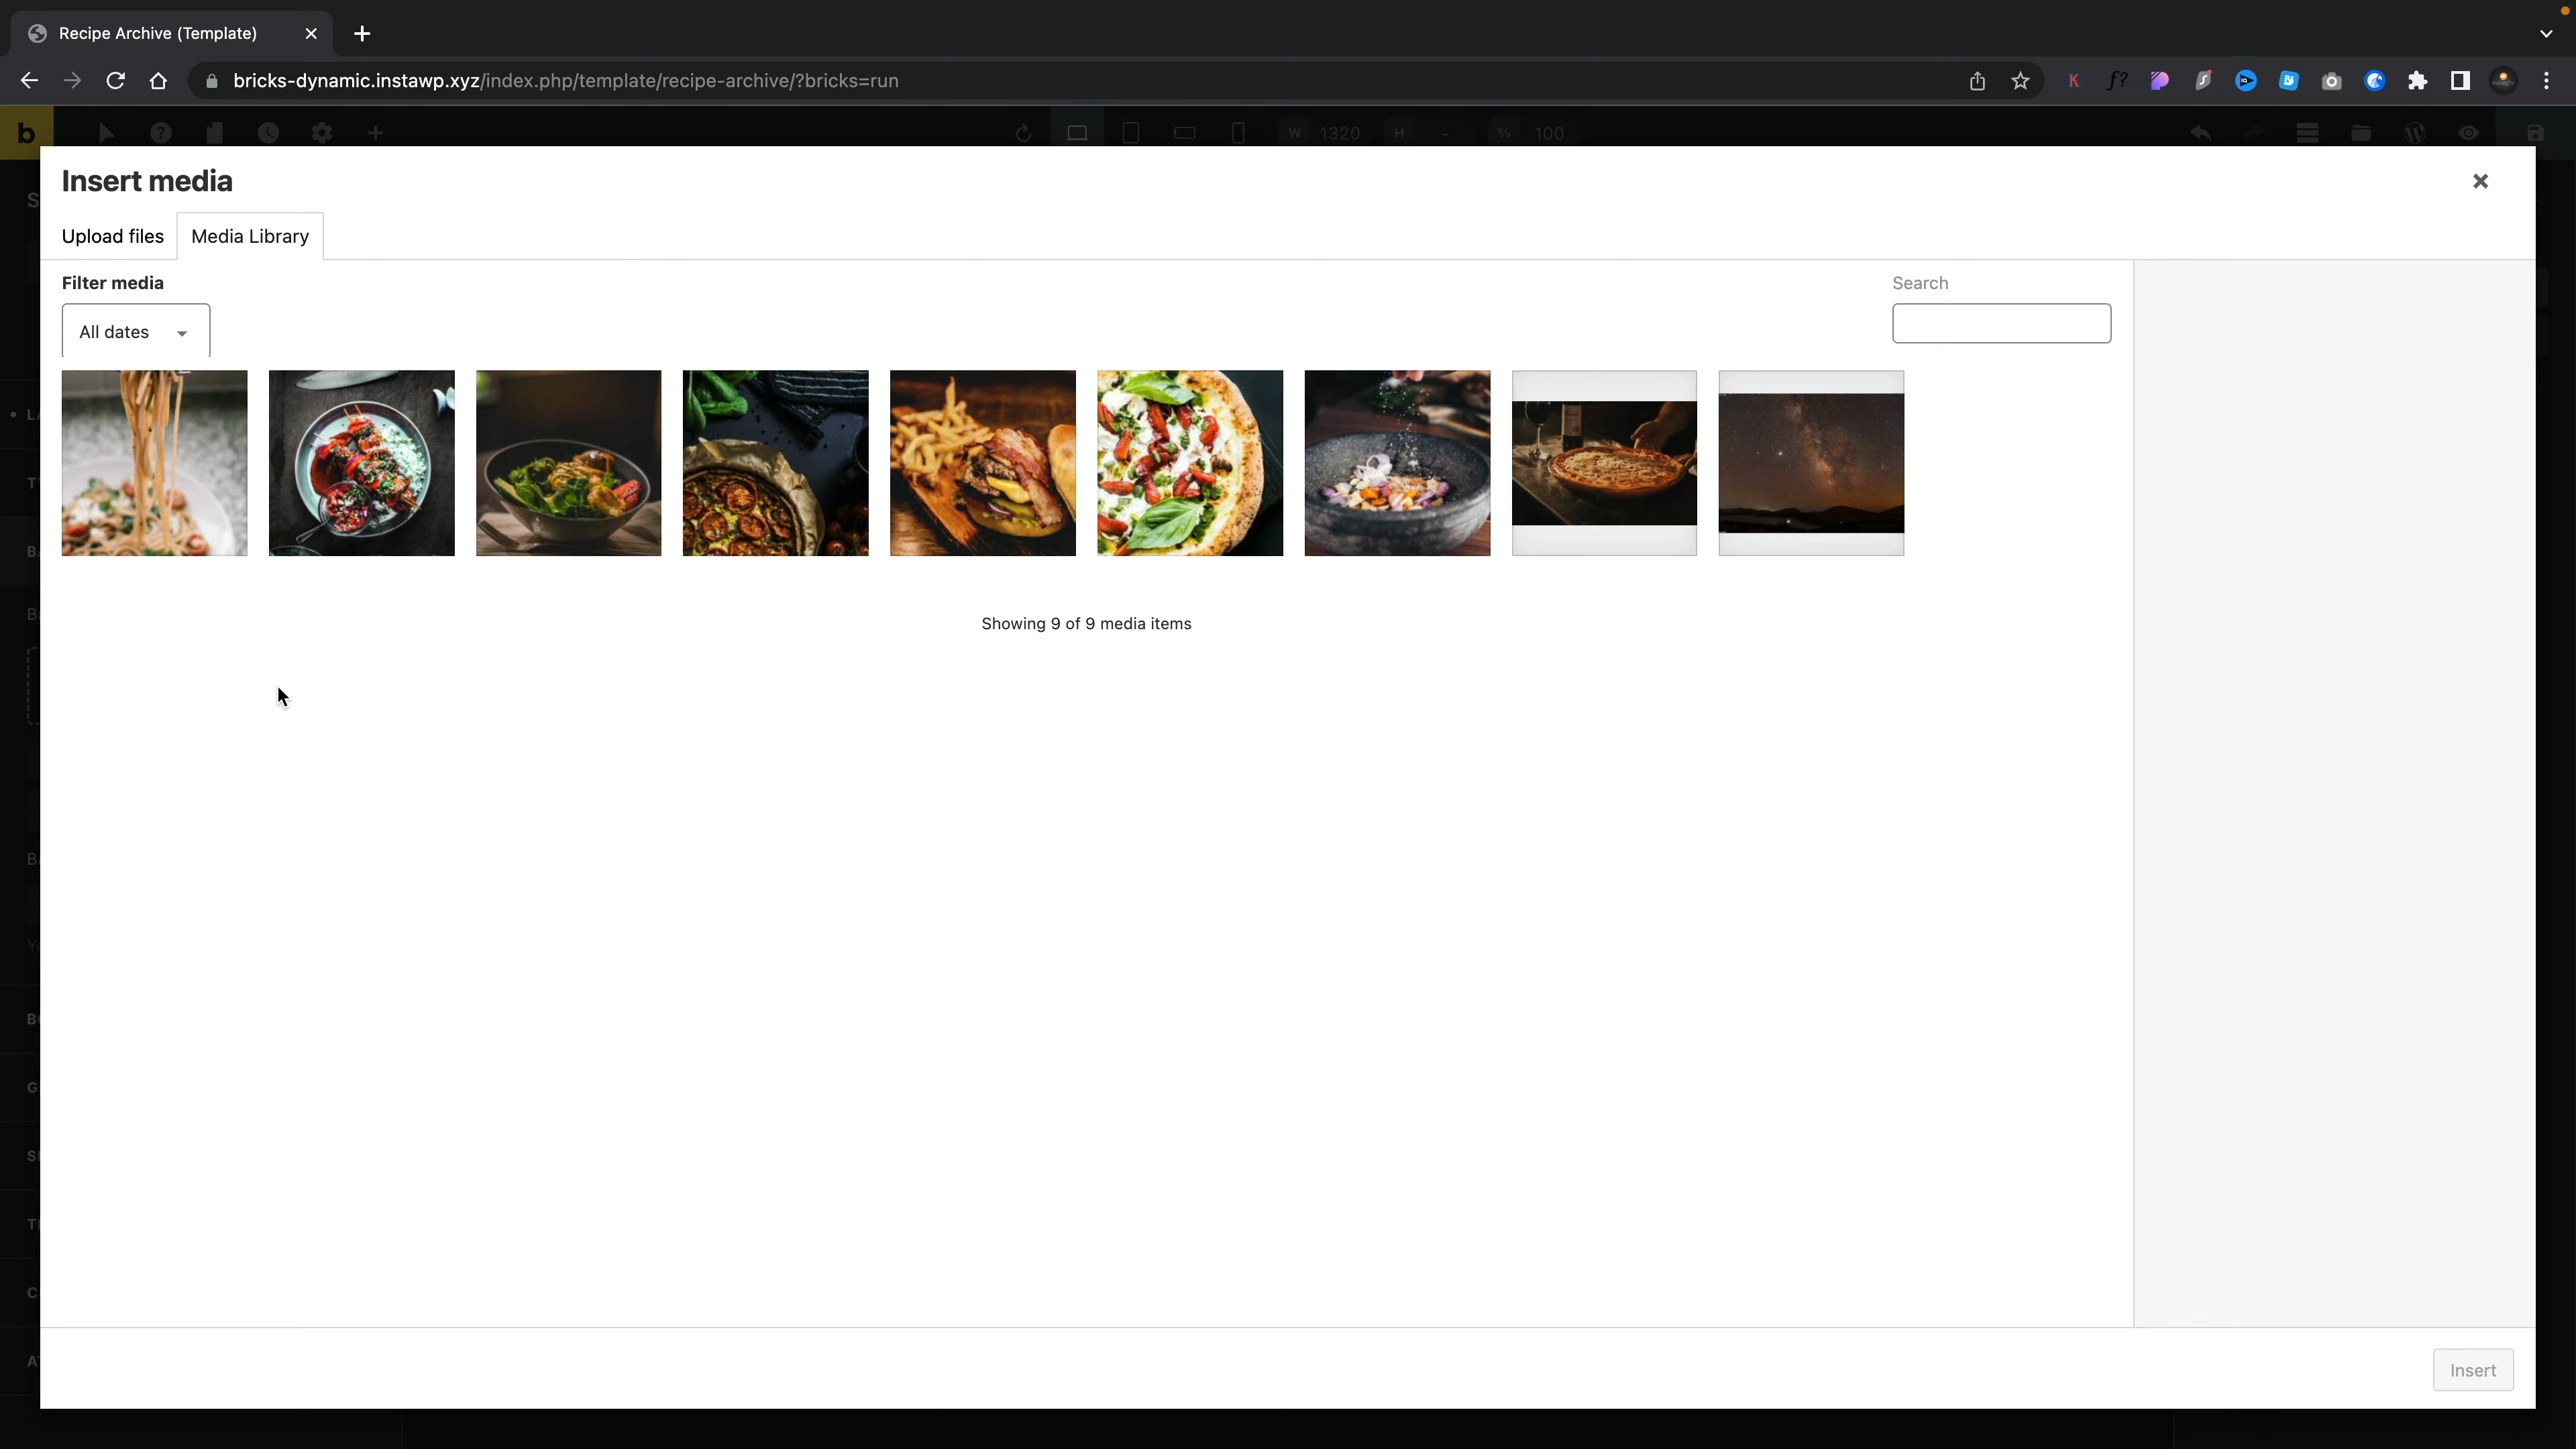 Recipe Archive (Template)
bricks-dynamic.instawp.xyz/index.php/template/recipe-archive/?bricks=run
b
W 1320 H - % 100
Insert media
Upload files Media Library
Filter media
Search
All dates
Showing 9 of 9 media items
Insert